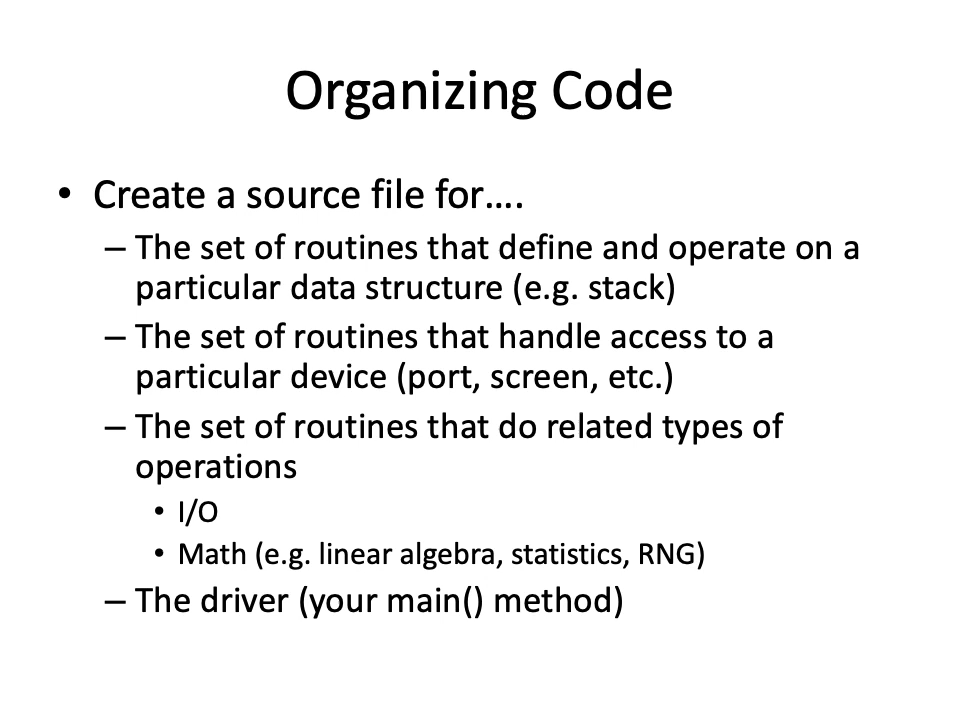 Organizing Code
• Create a source file for….
– The set of routines that define and operate on a
particular data structure (e.g. stack)
– The set of routines that handle access to a
particular device (port, screen, etc.)
– The set of routines that do related types of
operations
• I/O
• Math (e.g. linear algebra, statistics, RNG)
– The driver (your main() method)